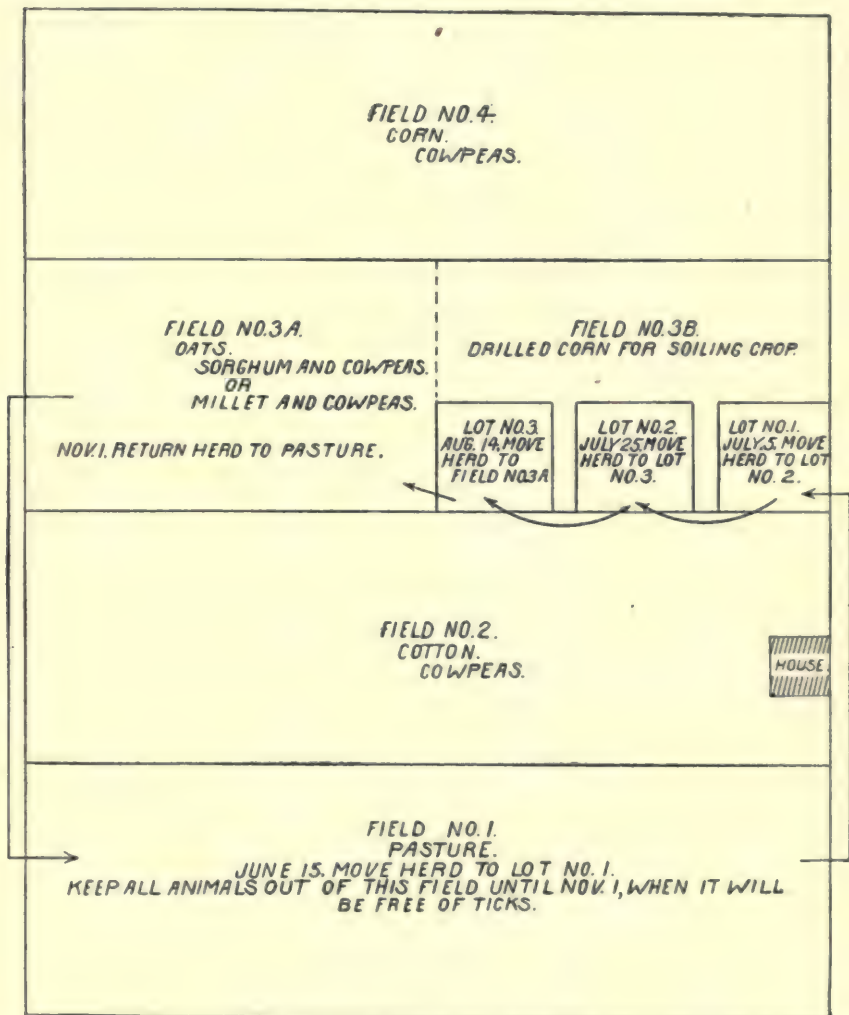 FIELD NO.4.
CORN.
COWPEAS.
FIELD NO.3A.
OATS.
SORGHUM AND COWPEAS.
OR
MILLET AND COWPEAS.
NOV.1. RETURN HERD TO PASTURE.
FIELD NO.3B.
DRILLED CORN FOR SOILING CROP.
LOT NO.3.
AUG. 14. MOVE
HERD TO
FIELD NO.3A
LOT NO.2.
JULY 25. MOVE
HERD TO LOT
NO.3.
LOT NO.1.
JULY.5. MOVE
HERD TO LOT
NO. 2.
FIELD NO.2.
COTTON.
COWPEAS.
HOUSE.
FIELD NO.1.
PASTURE.
JUNE 15. MOVE HERD TO LOT NO.1.
KEEP ALL ANIMALS OUT OF THIS FIELD UNTIL NOV.1, WHEN IT WILL
BE FREE OF TICKS.